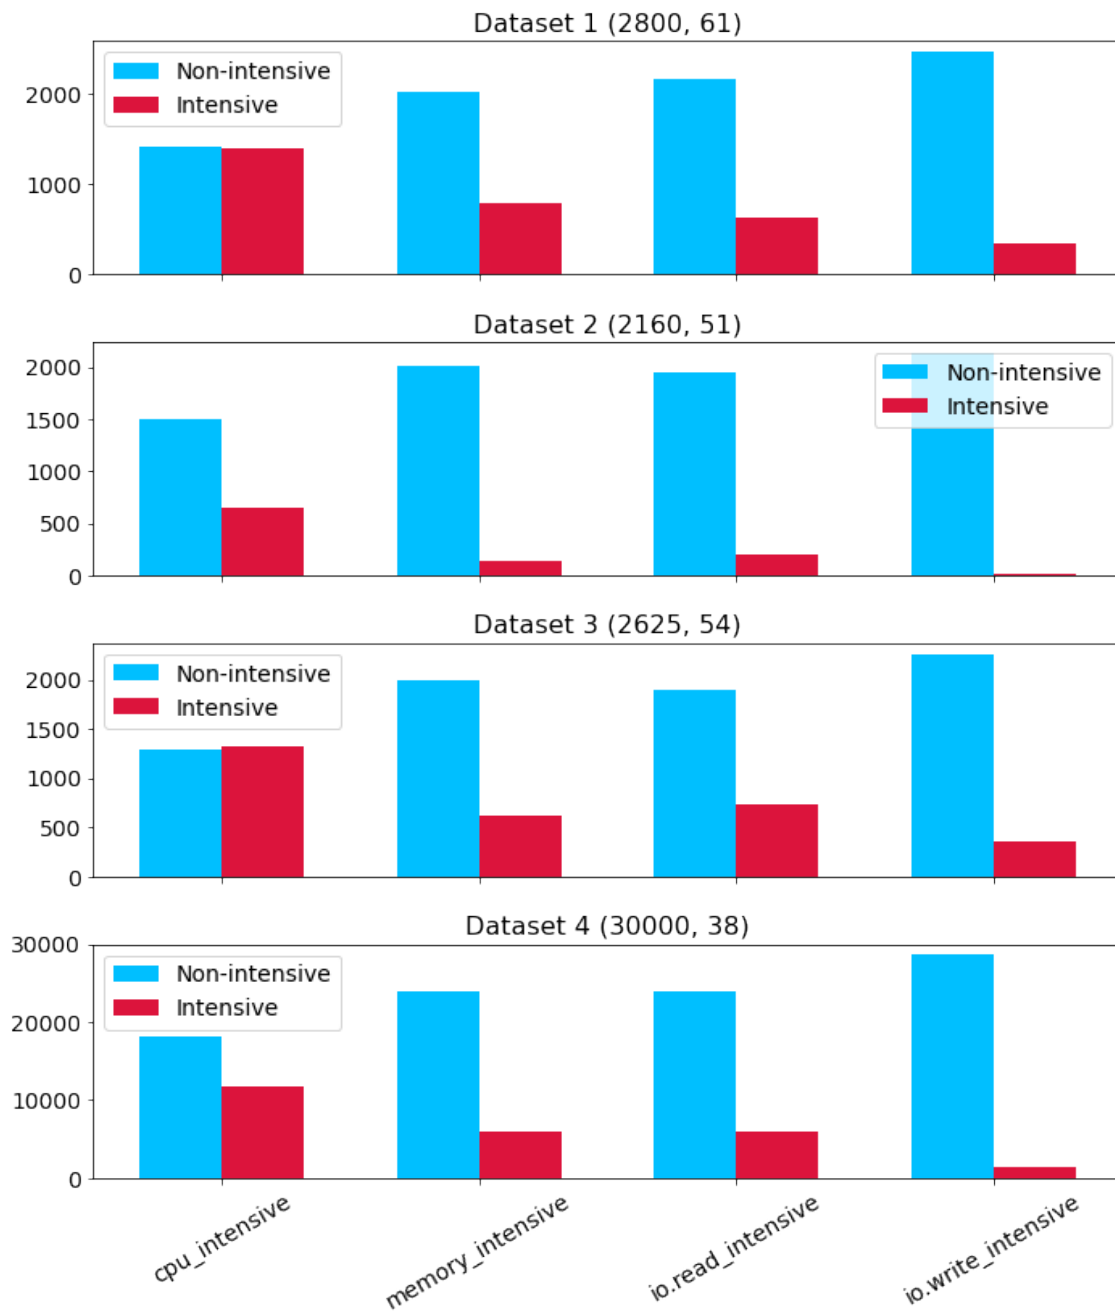 Dataset 1 (2800, 61)
Non-intensive
Intensive
2000
1000
0
Dataset 2 (2160, 51)
Non-intensive
Intensive
2000
1500
1000
500
0
Dataset 3 (2625, 54)
Non-intensive
Intensive
2000
1500
1000
500
0
Dataset 4 (30000, 38)
Non-intensive
Intensive
30000
20000
10000
0
cpu_intensive
memory_intensive
io.read_intensive
io.write_intensive